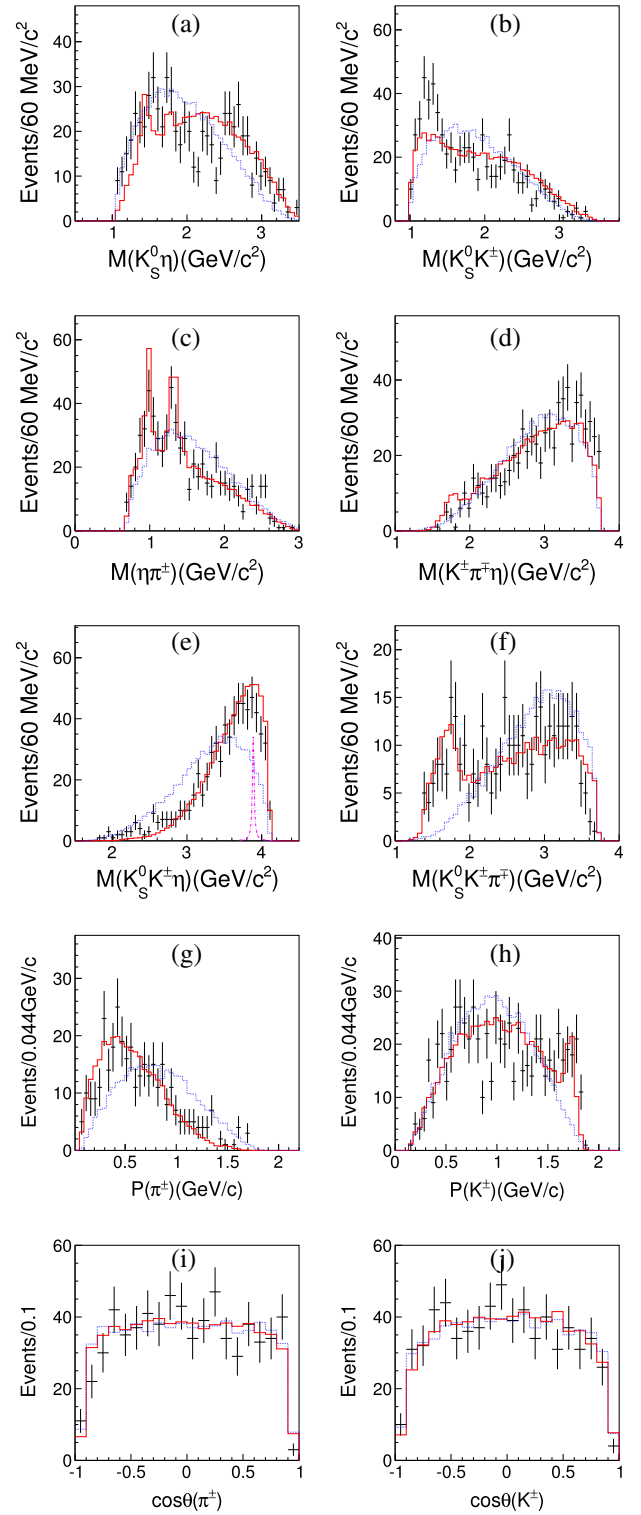 (a) (b)
Events/60 MeV/c²
40
30
20
10
0
1 2 3
M(K⁰_Sη)(GeV/c²)
Events/60 MeV/c²
60
40
20
0
1 2 3
M(K⁰_SK±)(GeV/c²)
(c) (d)
Events/60 MeV/c²
60
40
20
0
0 1 2 3
M(ηπ±)(GeV/c²)
Events/60 MeV/c²
40
20
0
1 2 3 4
M(K±π∓η)(GeV/c²)
(e) (f)
Events/60 MeV/c²
60
40
20
0
2 3 4
M(K⁰_SK±η)(GeV/c²)
Events/60 MeV/c²
20
15
10
5
0
1 2 3 4
M(K⁰_SK±π∓)(GeV/c²)
(g) (h)
Events/0.044GeV/c
30
20
10
0
0.5 1 1.5 2
P(π±)(GeV/c)
Events/0.044GeV/c
40
30
20
10
0
0 0.5 1 1.5 2
P(K±)(GeV/c)
(i) (j)
Events/0.1
60
40
20
0
-1 -0.5 0 0.5 1
cosθ(π±)
Events/0.1
60
40
20
0
-1 -0.5 0 0.5 1
cosθ(K±)